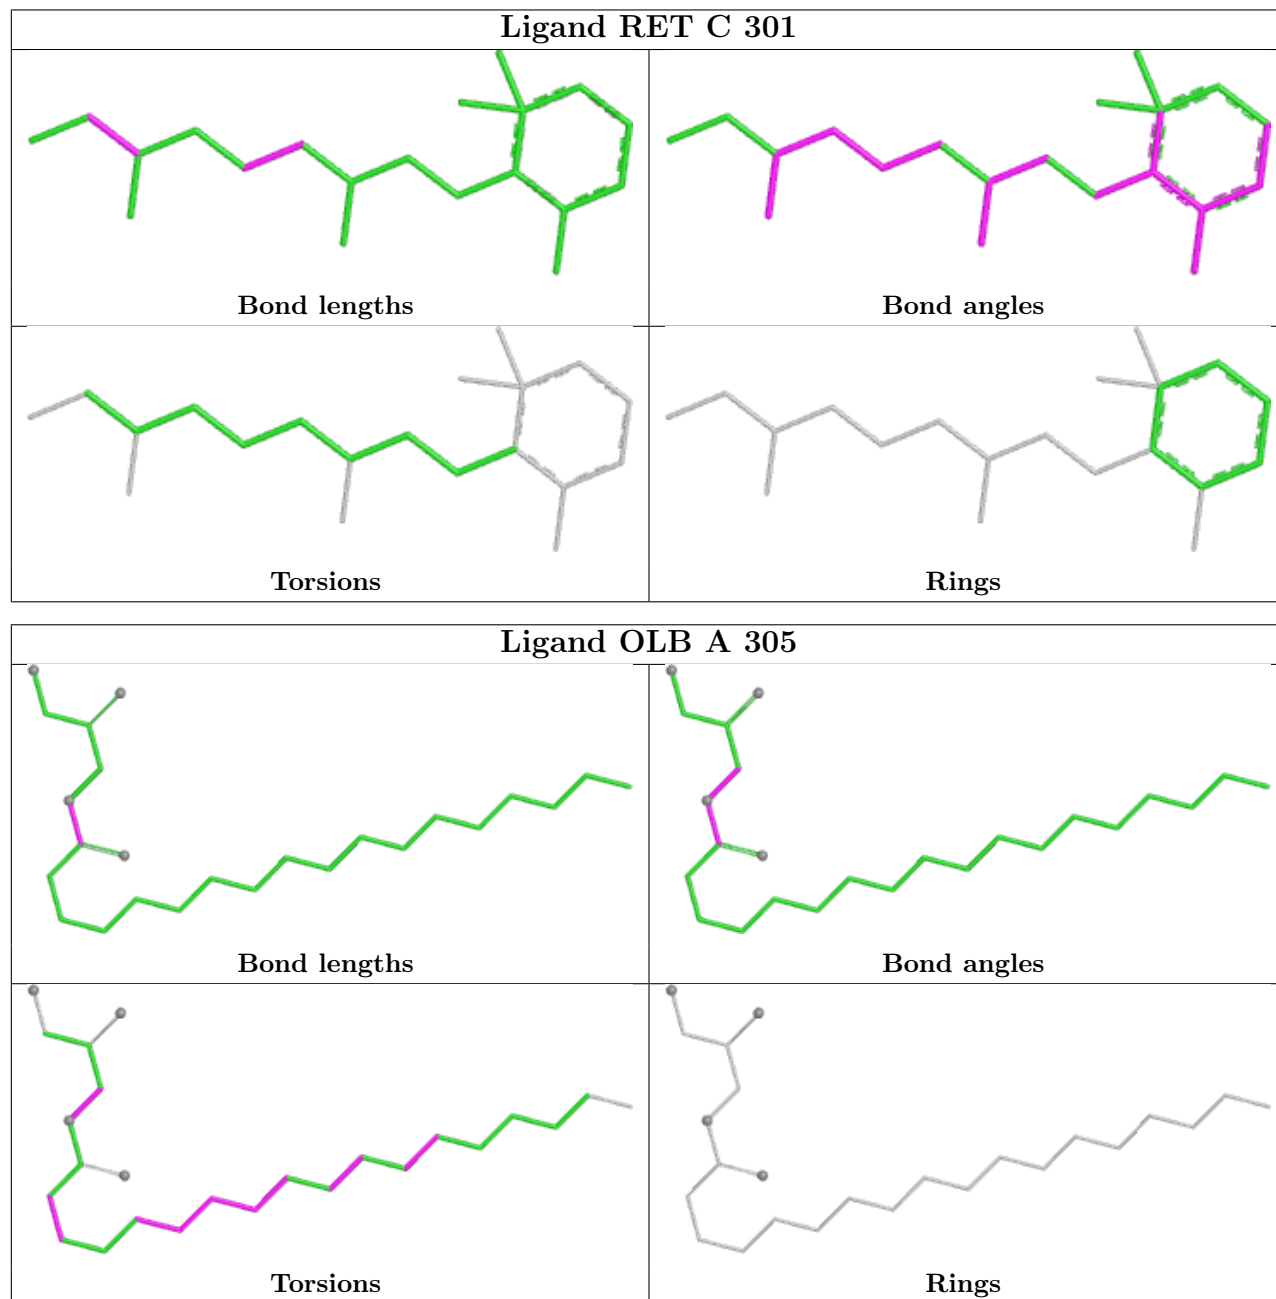 Ligand RET C 301
Bond lengths
Bond angles
Torsions
Rings
Ligand OLB A 305
Bond lengths
Bond angles
Torsions
Rings